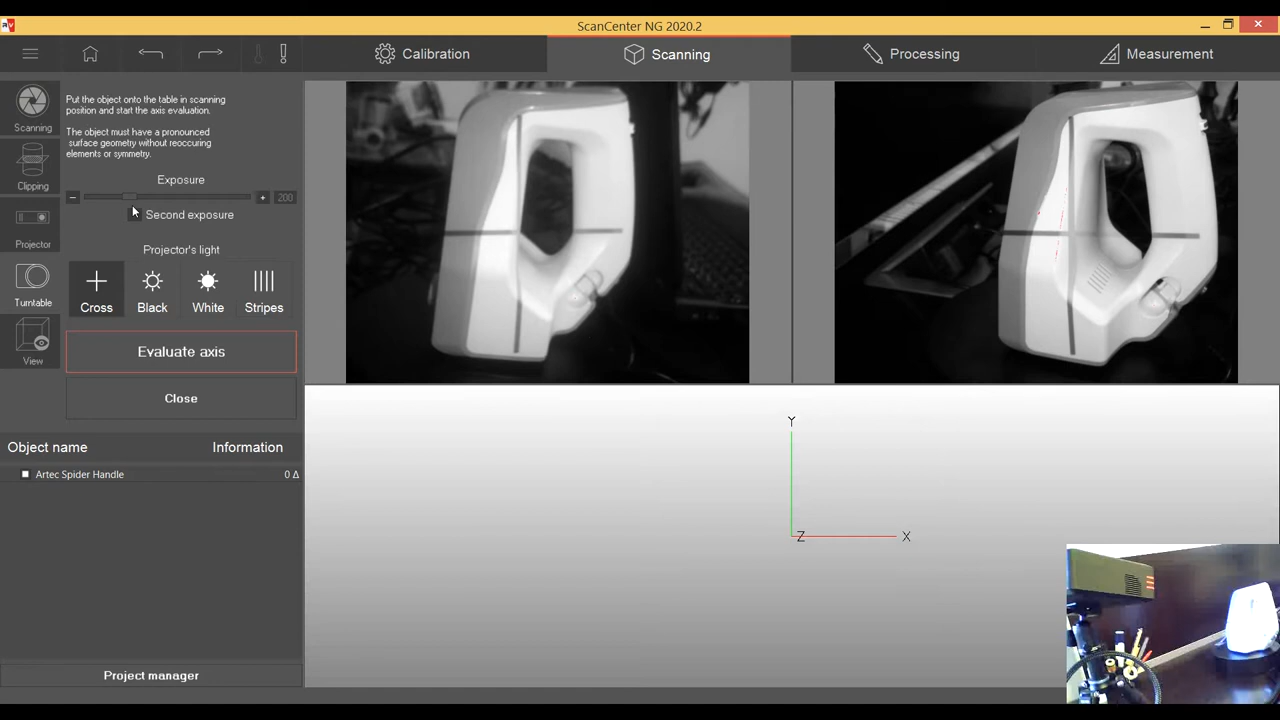 ScanCenter NG 2020.2
Calibration
Scanning
Processing
Measurement
Scanning
Clipping
Projector
Turntable
View
Put the object onto the table in scanning
position and start the axis evaluation.
The object must have a pronounced
surface geometry without reoccuring
elements or symmetry.
Exposure
− + 200
Second exposure
Projector's light
Cross Black White Stripes
Evaluate axis
Close
Object name Information
Artec Spider Handle 0 Δ
Project manager
Y
Z X